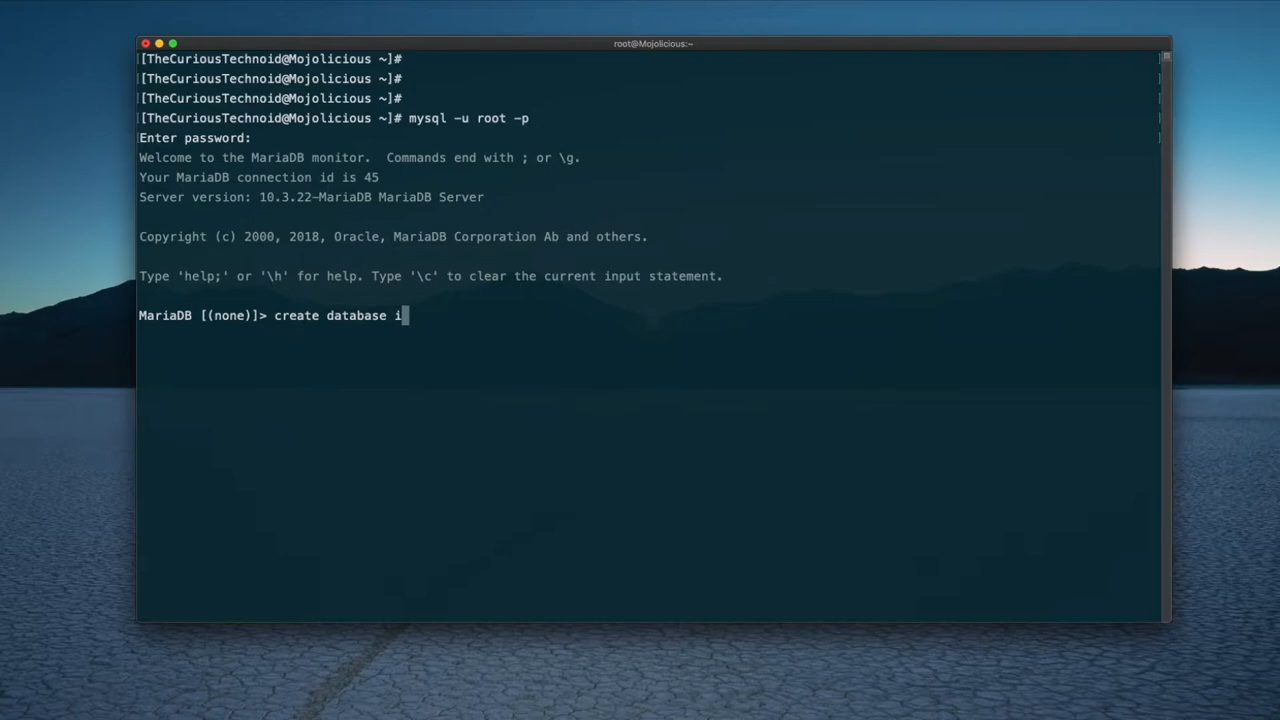 root@Mojolicious:~
[TheCuriousTechnoid@Mojolicious ~]#
[TheCuriousTechnoid@Mojolicious ~]#
[TheCuriousTechnoid@Mojolicious ~]#
[TheCuriousTechnoid@Mojolicious ~]# mysql -u root -p
Enter password:
Welcome to the MariaDB monitor.  Commands end with ; or \g.
Your MariaDB connection id is 45
Server version: 10.3.22-MariaDB MariaDB Server
Copyright (c) 2000, 2018, Oracle, MariaDB Corporation Ab and others.
Type 'help;' or '\h' for help. Type '\c' to clear the current input statement.
MariaDB [(none)]> create database i